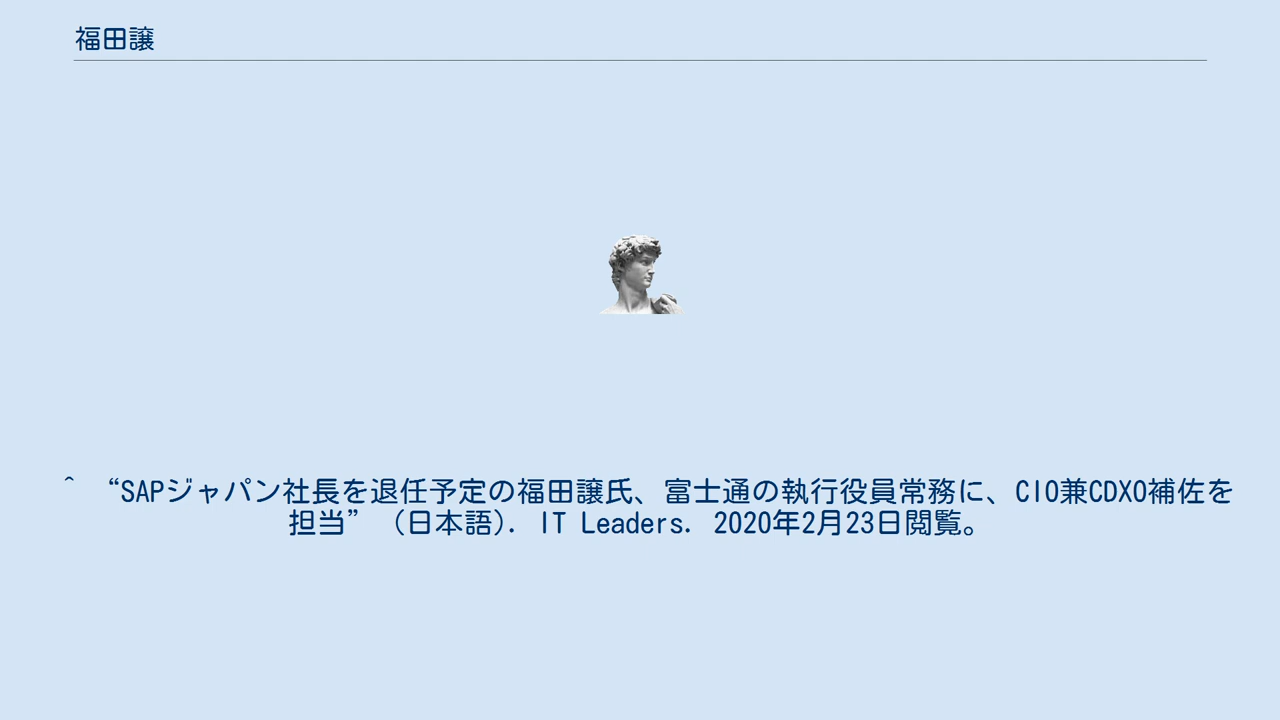 福田譲
^ “SAPジャパン社長を退任予定の福田譲氏、富士通の執行役員常務に、CIO兼CDXO補佐を
担当” (日本語). IT Leaders. 2020年2月23日閲覧。